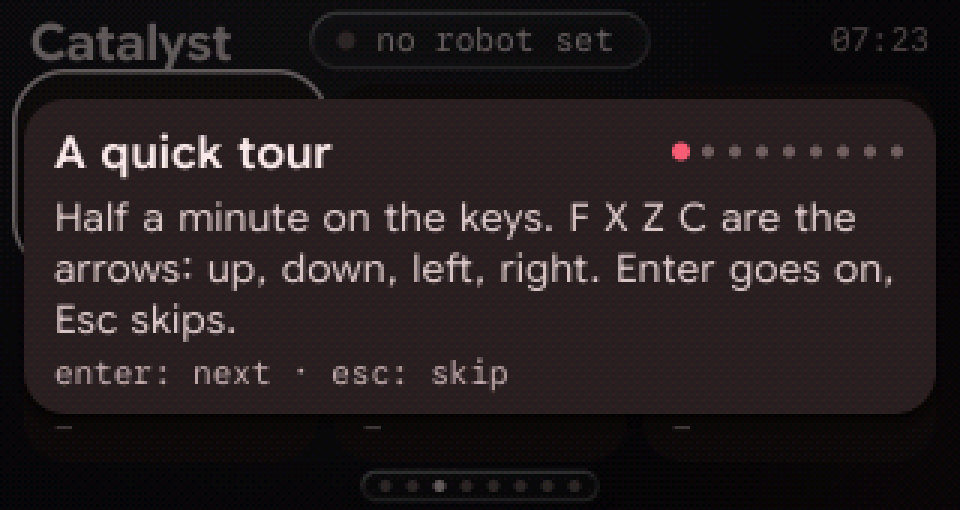 Catalyst
no robot set
07:23
A quick tour
Half a minute on the keys. F X Z C are the
arrows: up, down, left, right. Enter goes on,
Esc skips.
enter: next · esc: skip
–
–
–